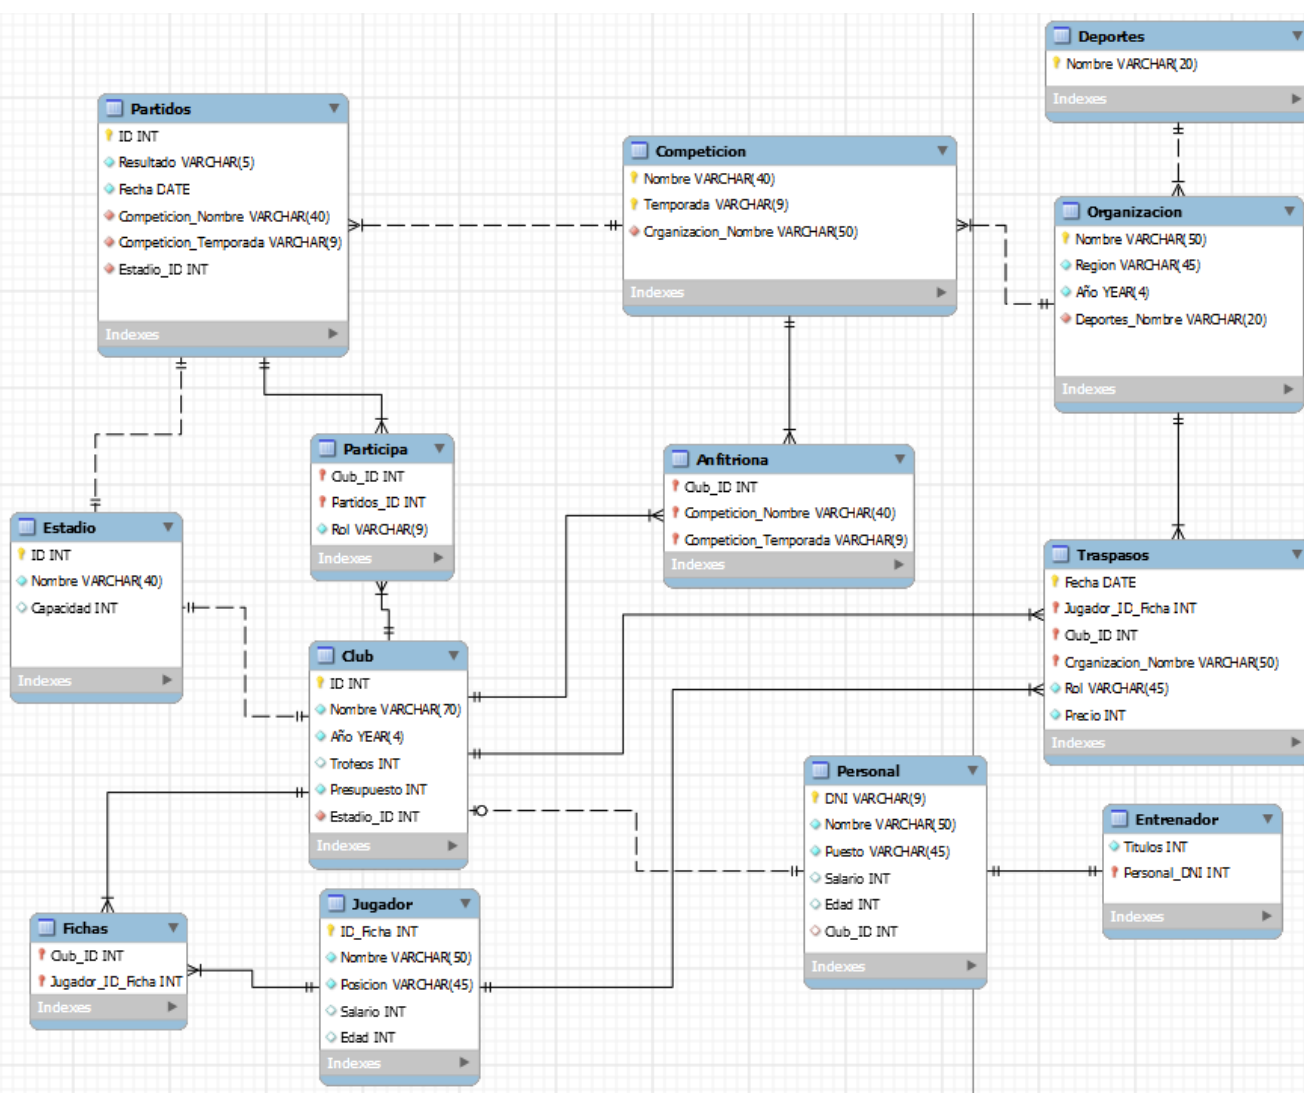 Deportes
Nombre VARCHAR(20)
Indexes
Partidos
ID INT
Resultado VARCHAR(5)
Fecha DATE
Competicion_Nombre VARCHAR(40)
Competicion_Temporada VARCHAR(9)
Estadio_ID INT
Indexes
Competicion
Nombre VARCHAR(40)
Temporada VARCHAR(9)
Organizacion_Nombre VARCHAR(50)
Indexes
Organizacion
Nombre VARCHAR(50)
Region VARCHAR(45)
Año YEAR(4)
Deportes_Nombre VARCHAR(20)
Indexes
Participa
Club_ID INT
Partidos_ID INT
Rol VARCHAR(9)
Indexes
Anfitriona
Club_ID INT
Competicion_Nombre VARCHAR(40)
Competicion_Temporada VARCHAR(9)
Indexes
Estadio
ID INT
Nombre VARCHAR(40)
Capacidad INT
Indexes
Traspasos
Fecha DATE
Jugador_ID_Ficha INT
Club_ID INT
Organizacion_Nombre VARCHAR(50)
Rol VARCHAR(45)
Precio INT
Indexes
Club
ID INT
Nombre VARCHAR(70)
Año YEAR(4)
Trofeos INT
Presupuesto INT
Estadio_ID INT
Indexes
Personal
DNI VARCHAR(9)
Nombre VARCHAR(50)
Puesto VARCHAR(45)
Salario INT
Edad INT
Club_ID INT
Indexes
Entrenador
Titulos INT
Personal_DNI INT
Indexes
Fichas
Club_ID INT
Jugador_ID_Ficha INT
Indexes
Jugador
ID_Ficha INT
Nombre VARCHAR(50)
Posicion VARCHAR(45)
Salario INT
Edad INT
Indexes